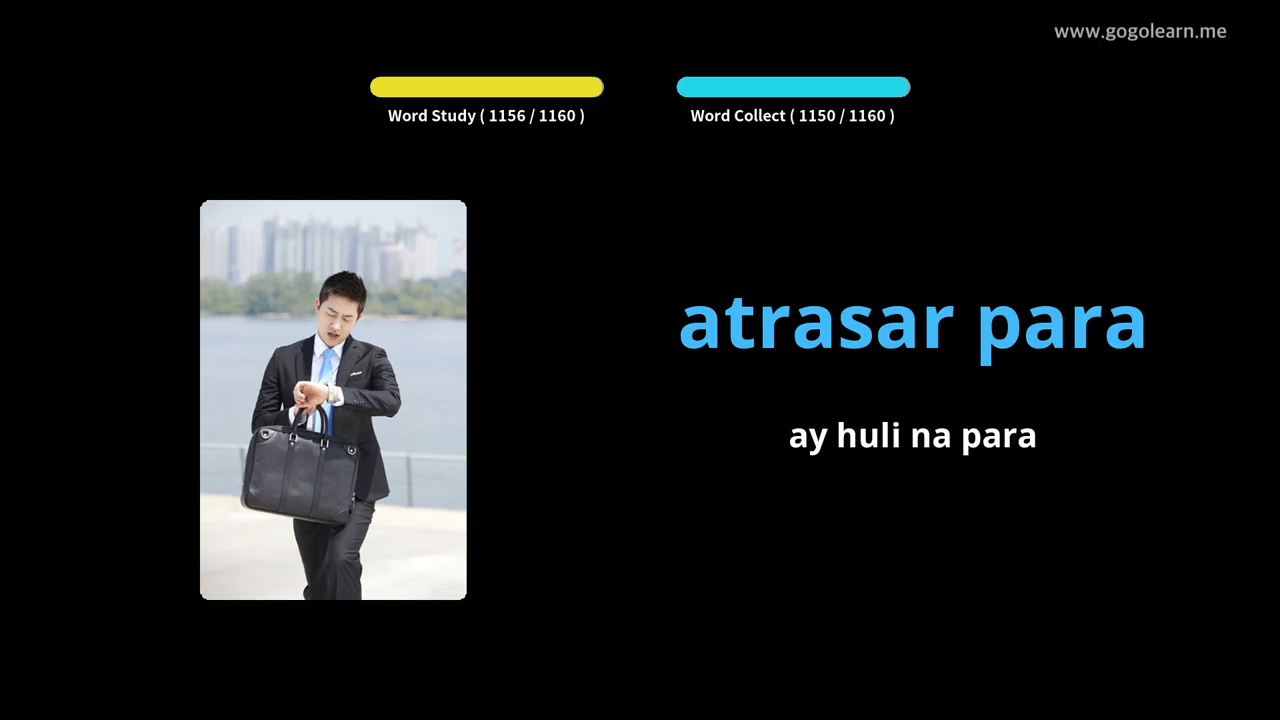 www.gogolearn.me
Word Study ( 1156 / 1160 )
Word Collect ( 1150 / 1160 )
atrasar para
ay huli na para